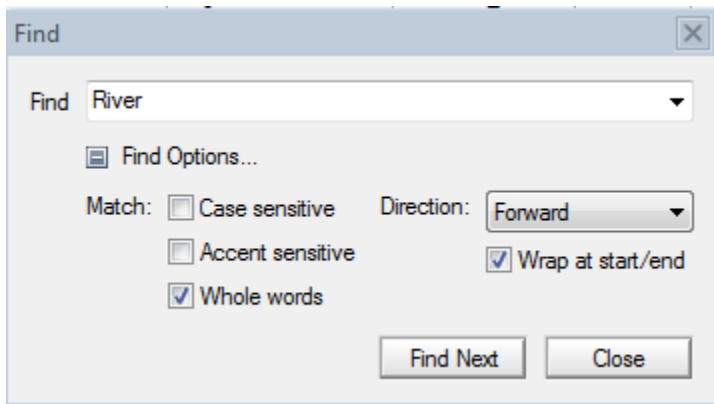 Find
Find River
Find Options...
Match: Case sensitive Direction: Forward
Accent sensitive Wrap at start/end
Whole words
Find Next Close